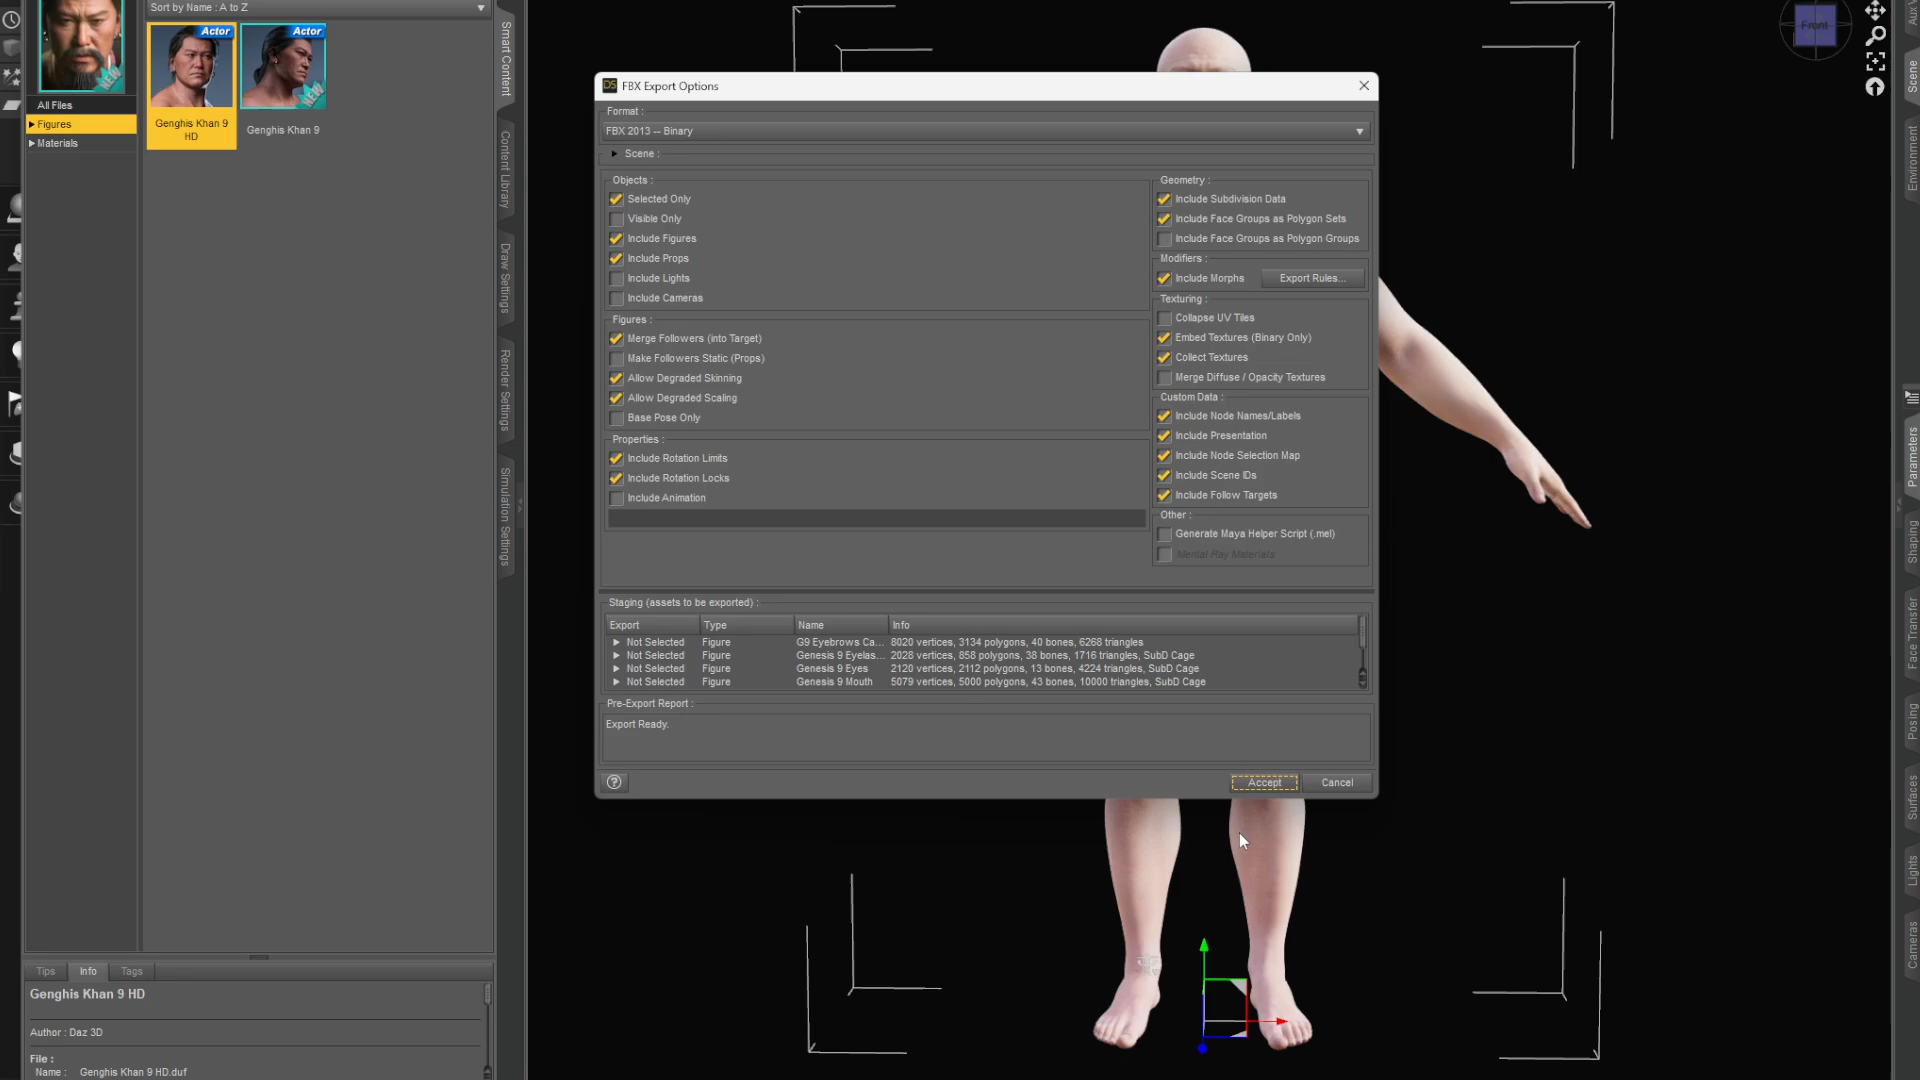 Sort by Name : A to Z
Actor
Actor
NEW
NEW
All Files
Figures
Materials
Genghis Khan 9
HD
Genghis Khan 9
Smart Content
Content Library
Draw Settings
Render Settings
Simulation Settings
Tips
Info
Tags
Genghis Khan 9 HD
Author : Daz 3D
File :
Name : Genghis Khan 9 HD.duf
DS
FBX Export Options
Format :
FBX 2013 -- Binary
Scene :
Objects :
Selected Only
Visible Only
Include Figures
Include Props
Include Lights
Include Cameras
Figures :
Merge Followers (into Target)
Make Followers Static (Props)
Allow Degraded Skinning
Allow Degraded Scaling
Base Pose Only
Properties :
Include Rotation Limits
Include Rotation Locks
Include Animation
Geometry :
Include Subdivision Data
Include Face Groups as Polygon Sets
Include Face Groups as Polygon Groups
Modifiers :
Include Morphs
Export Rules...
Texturing :
Collapse UV Tiles
Embed Textures (Binary Only)
Collect Textures
Merge Diffuse / Opacity Textures
Custom Data :
Include Node Names/Labels
Include Presentation
Include Node Selection Map
Include Scene IDs
Include Follow Targets
Other :
Generate Maya Helper Script (.mel)
Mental Ray Materials
Staging (assets to be exported) :
Export Type Name Info
Not Selected Figure G9 Eyebrows Ca... 8020 vertices, 3134 polygons, 40 bones, 6268 triangles
Not Selected Figure Genesis 9 Eyelas... 2028 vertices, 858 polygons, 38 bones, 1716 triangles, SubD Cage
Not Selected Figure Genesis 9 Eyes 2120 vertices, 2112 polygons, 13 bones, 4224 triangles, SubD Cage
Not Selected Figure Genesis 9 Mouth 5079 vertices, 5000 polygons, 43 bones, 10000 triangles, SubD Cage
Pre-Export Report :
Export Ready.
?
Accept
Cancel
Front
Aux V
Scene
Environment
Parameters
Shaping
Face Transfer
Posing
Surfaces
Lights
Cameras